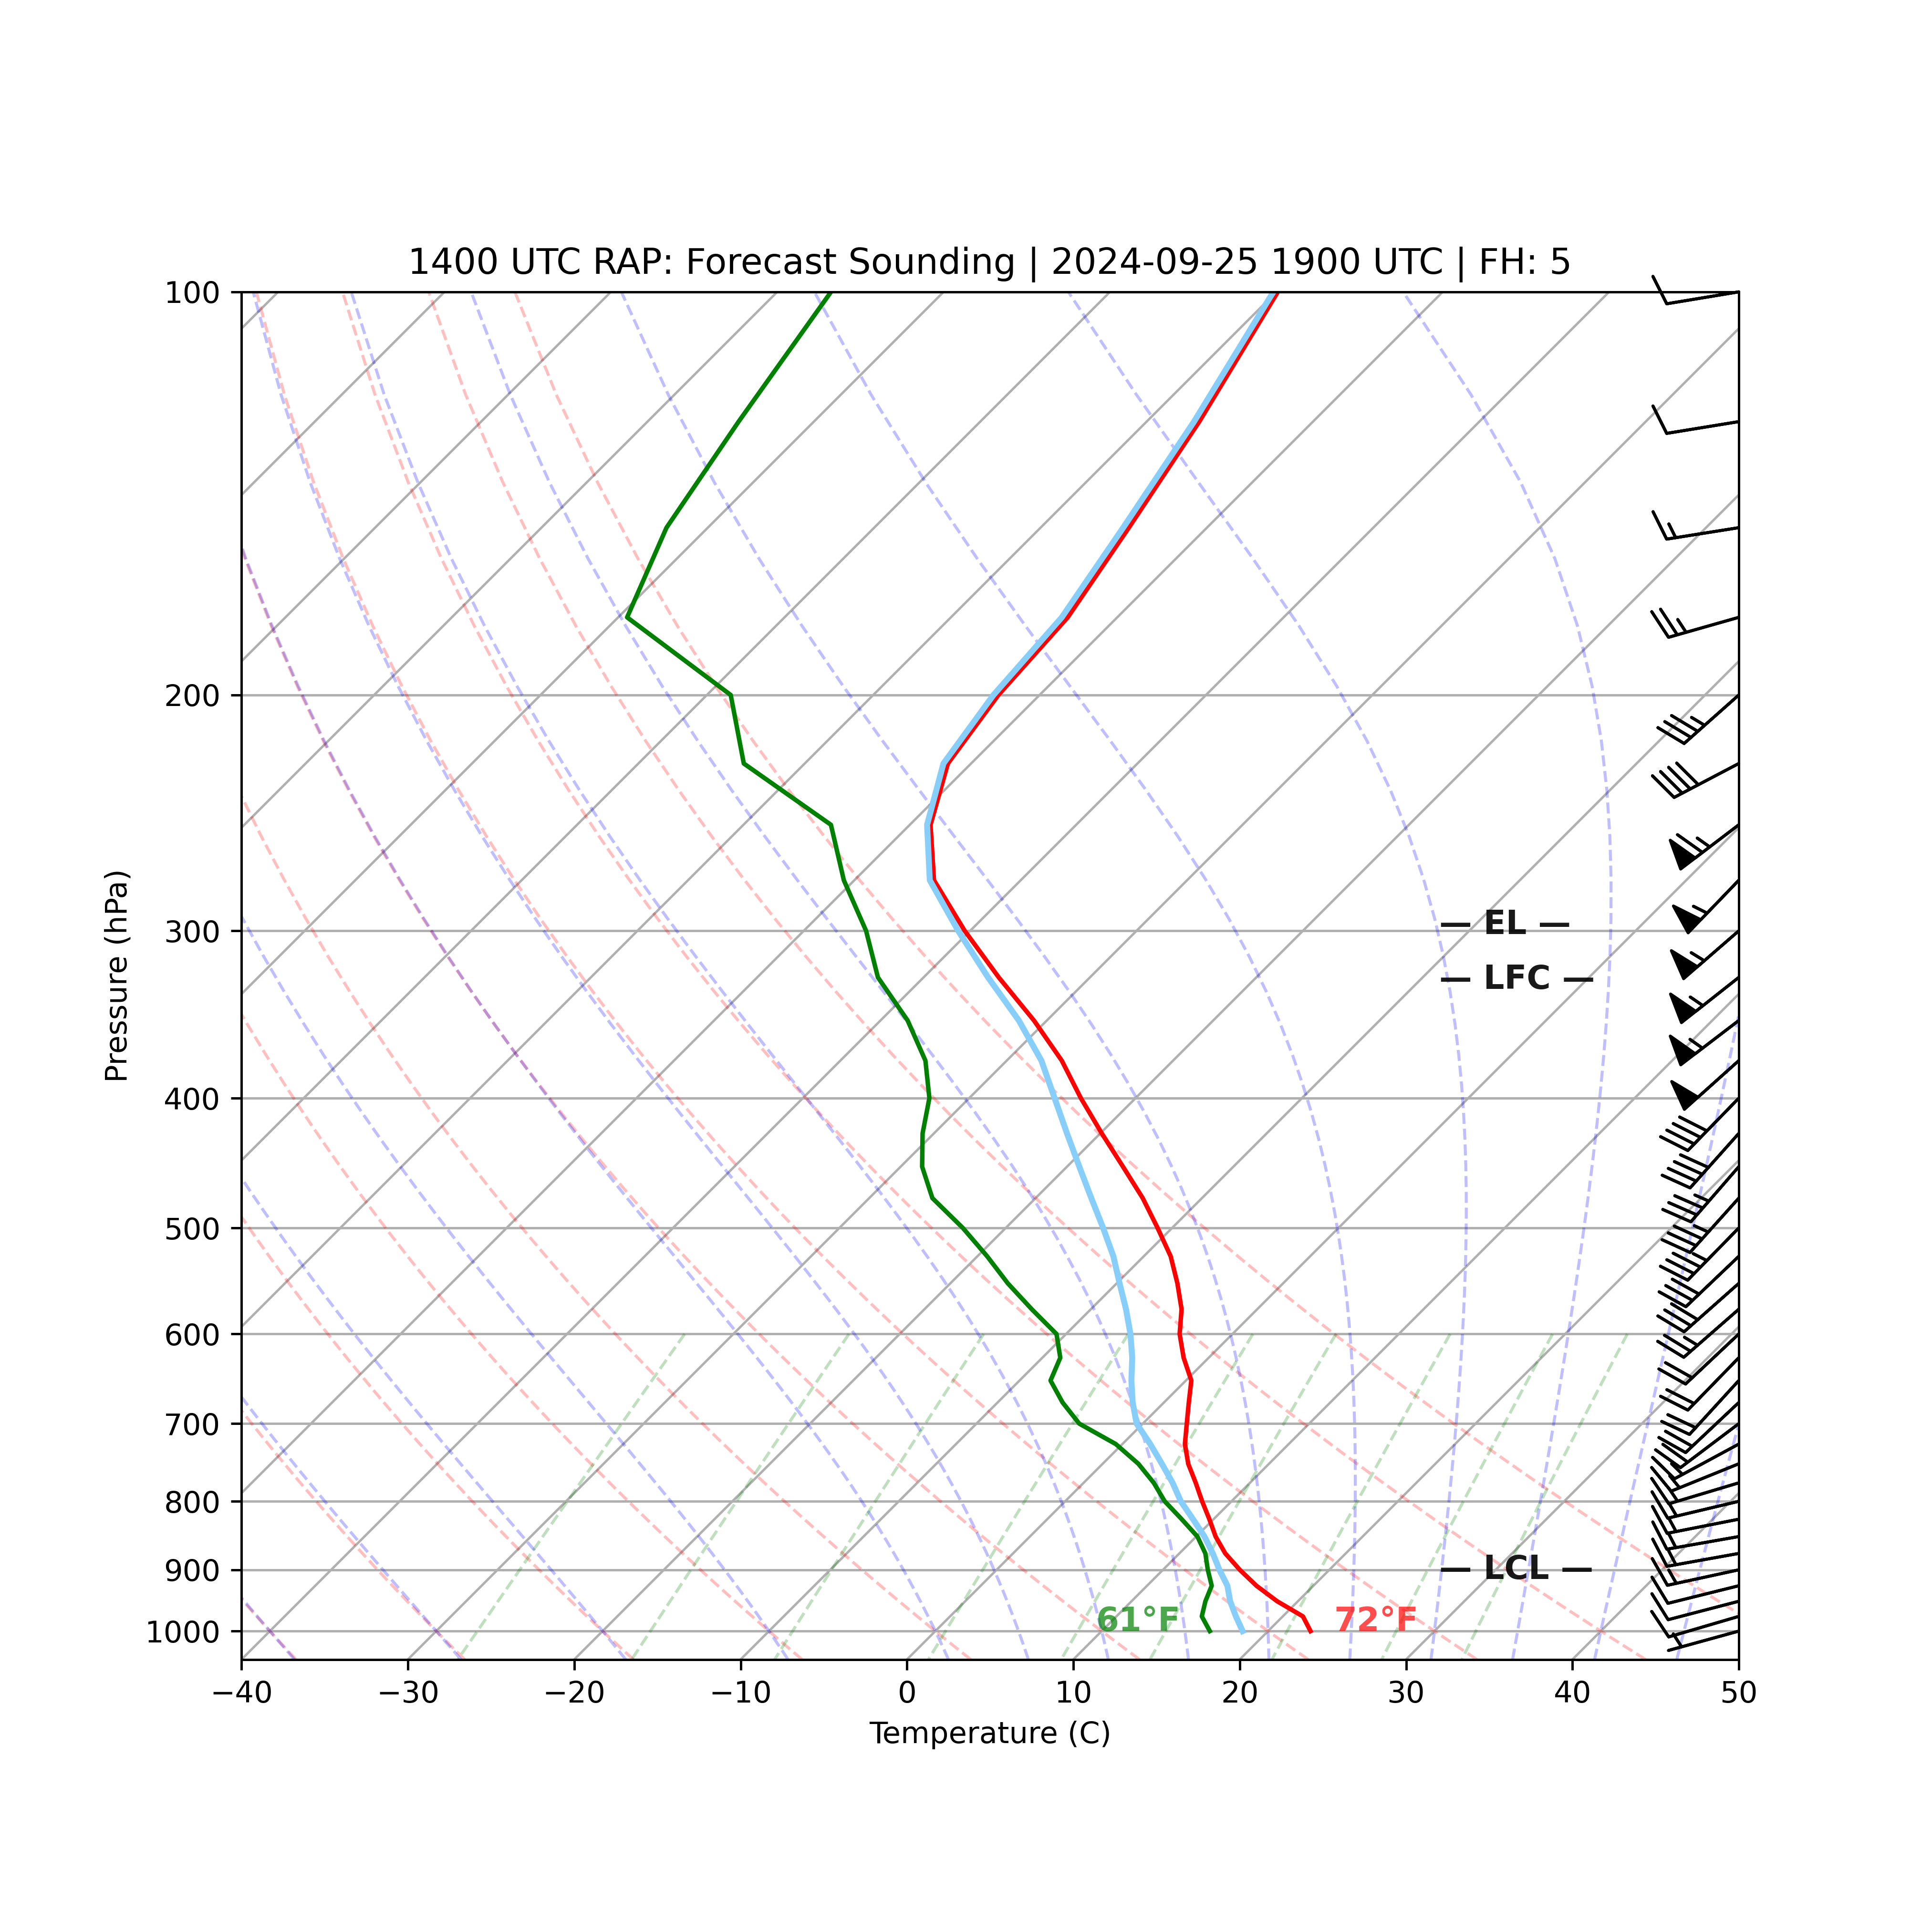 1400 UTC RAP: Forecast Sounding | 2024-09-25 1900 UTC | FH: 5
100
200
300
400
500
600
700
800
900
1000
Pressure (hPa)
— EL —
— LFC —
— LCL —
61°F
72°F
−40
−30
−20
−10
0
10
20
30
40
50
Temperature (C)